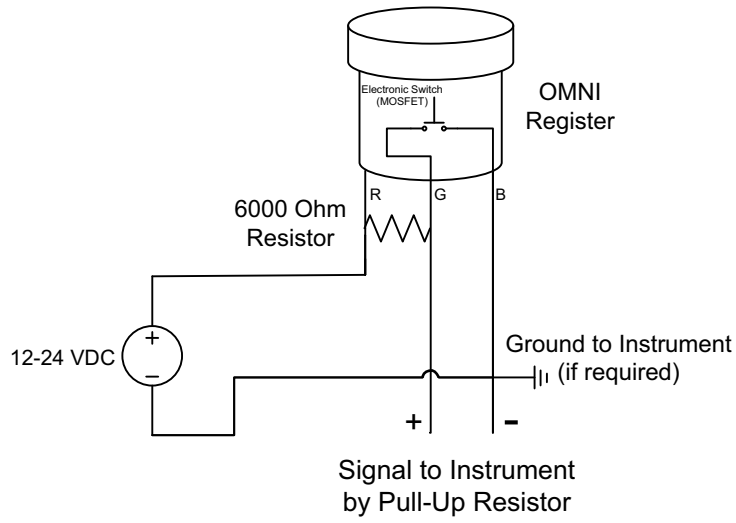 Electronic Switch
(MOSFET)
OMNI
Register
R
G
B
6000 Ohm
Resistor
+
12-24 VDC
−
Ground to Instrument
(if required)
+
-
Signal to Instrument
by Pull-Up Resistor